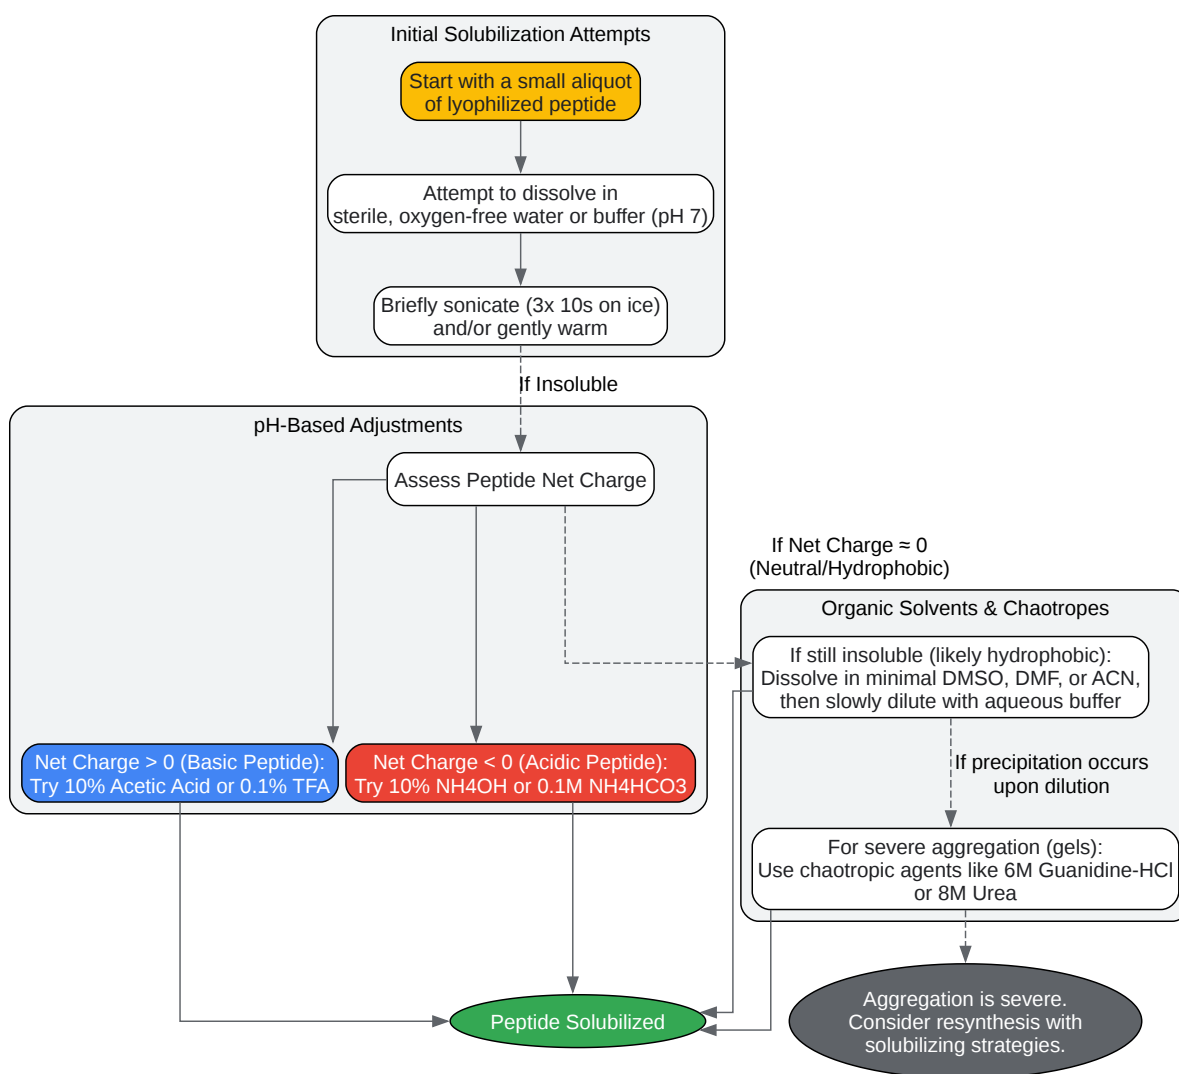 Initial Solubilization Attempts
Start with a small aliquot
of lyophilized peptide
Attempt to dissolve in
sterile, oxygen-free water or buffer (pH 7)
Briefly sonicate (3x 10s on ice)
and/or gently warm
If Insoluble
pH-Based Adjustments
Assess Peptide Net Charge
If Net Charge ≈ 0
(Neutral/Hydrophobic)
Organic Solvents & Chaotropes
If still insoluble (likely hydrophobic):
Dissolve in minimal DMSO, DMF, or ACN,
then slowly dilute with aqueous buffer
Net Charge > 0 (Basic Peptide):
Try 10% Acetic Acid or 0.1% TFA
Net Charge < 0 (Acidic Peptide):
Try 10% NH4OH or 0.1M NH4HCO3
If precipitation occurs
upon dilution
For severe aggregation (gels):
Use chaotropic agents like 6M Guanidine-HCl
or 8M Urea
Peptide Solubilized
Aggregation is severe.
Consider resynthesis with
solubilizing strategies.